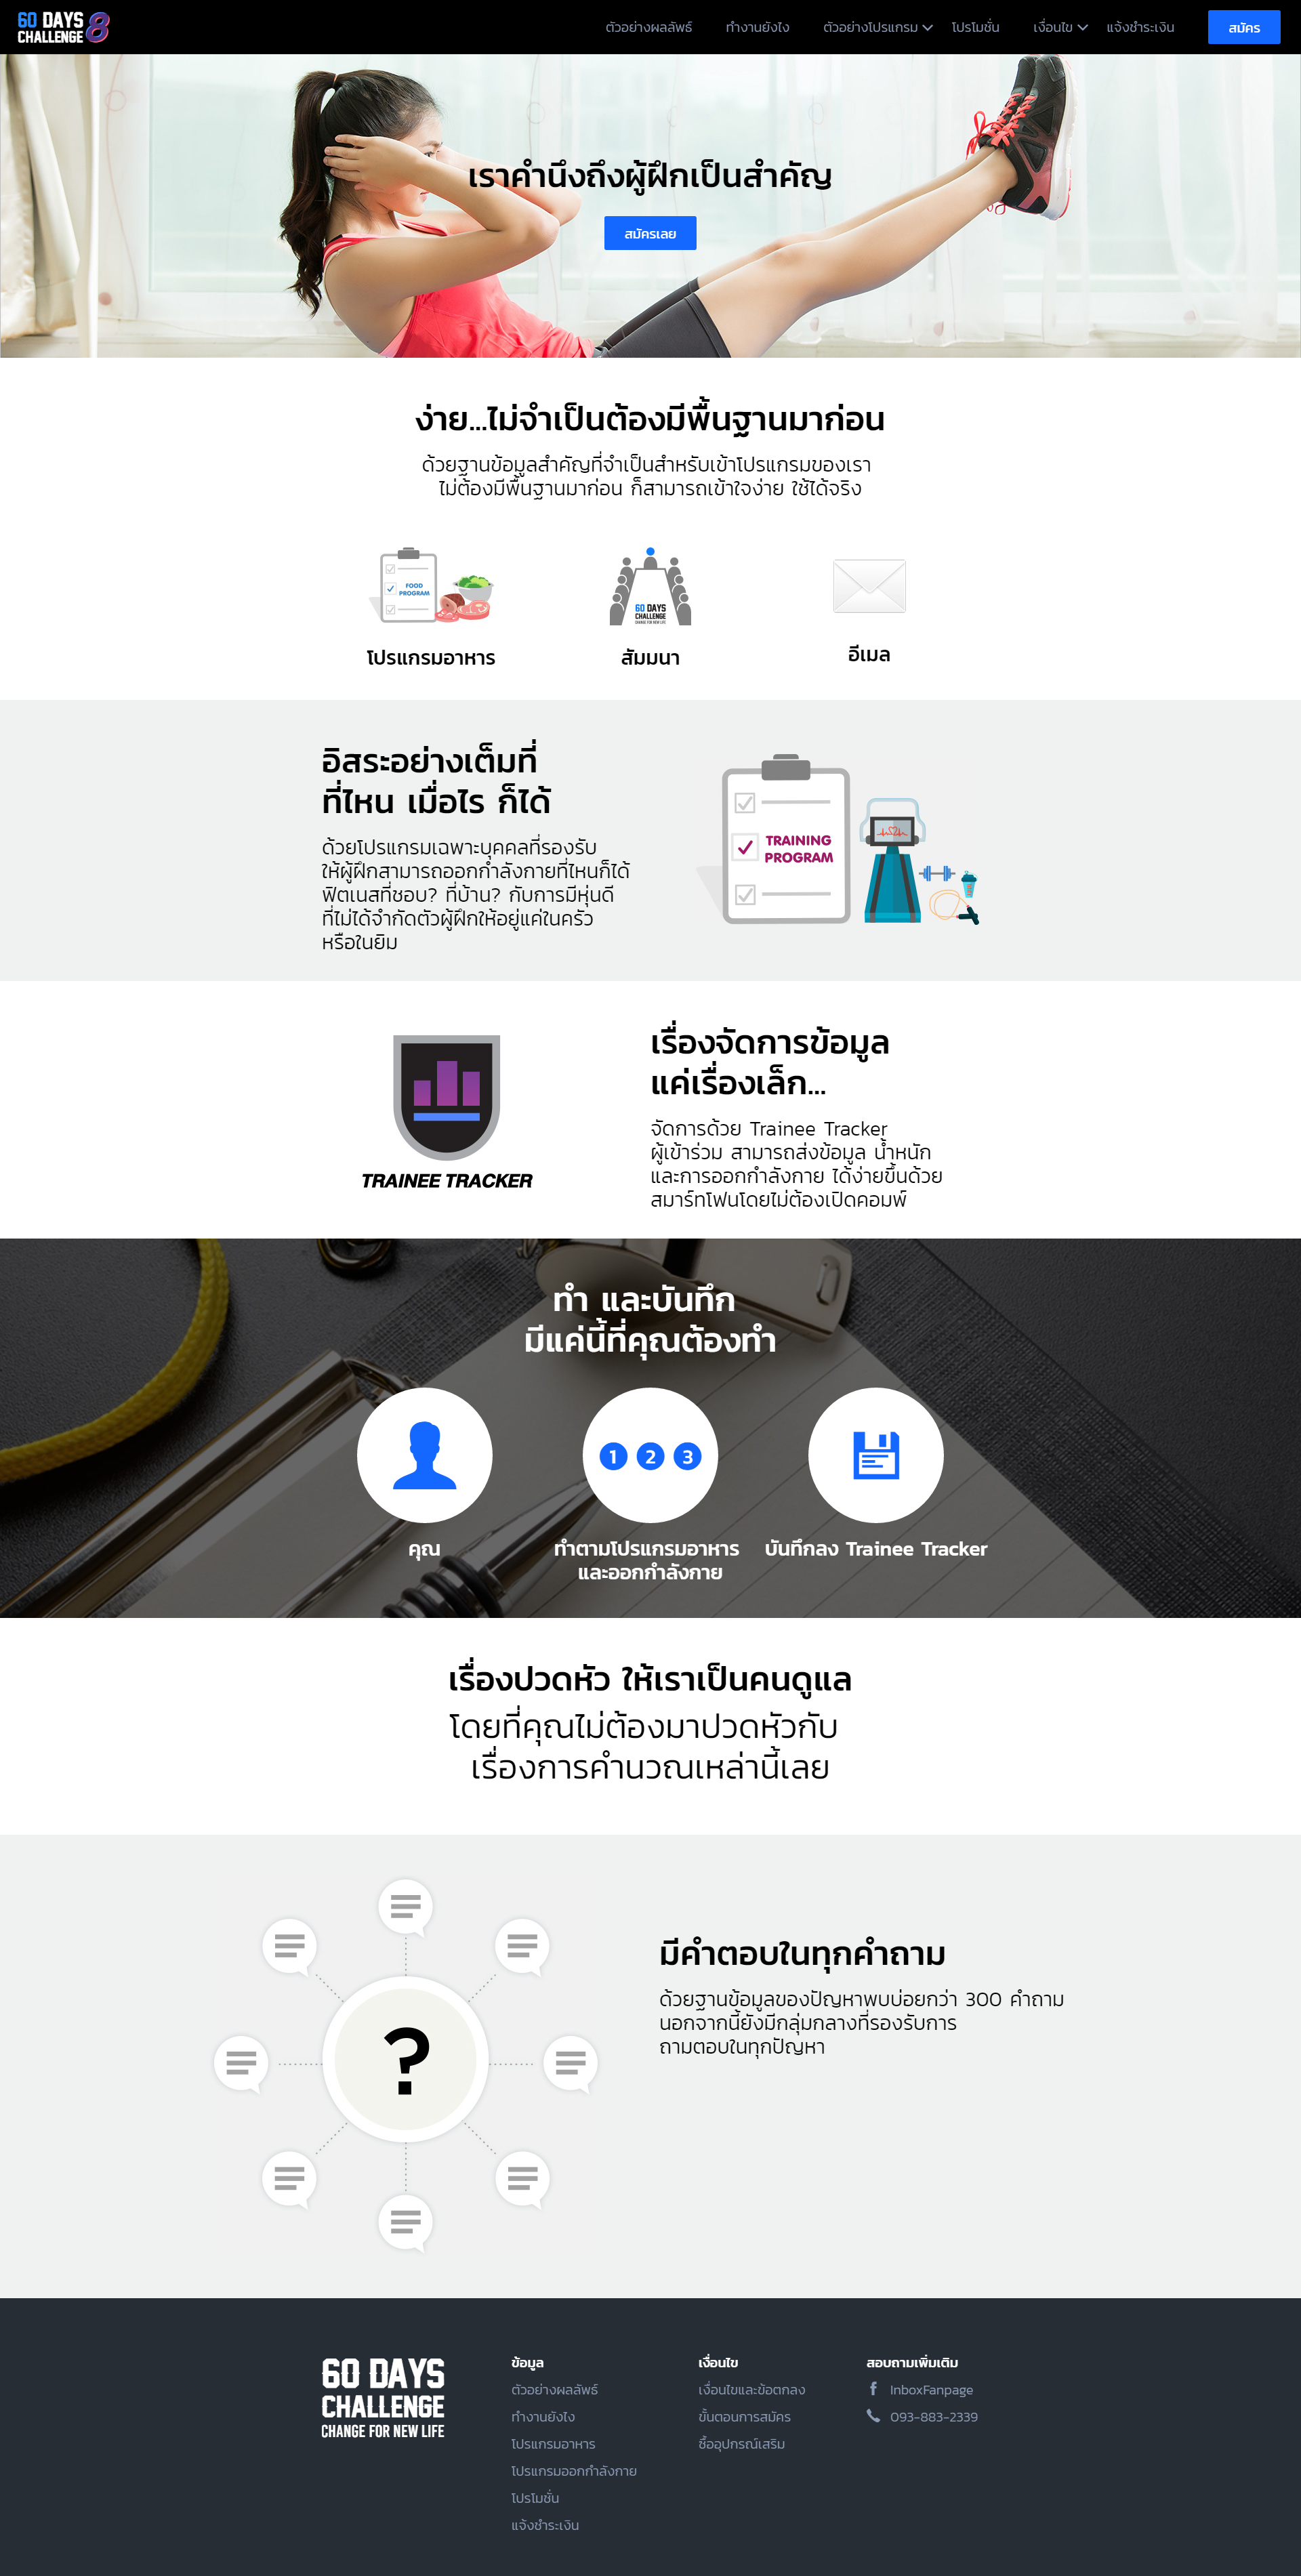 60 DAYS
CHALLENGE 8
ตัวอย่างผลลัพธ์
ทำงานยังไง
ตัวอย่างโปรแกรม
โปรโมชั่น
เงื่อนไข
แจ้งชำระเงิน
สมัคร
เราคำนึงถึงผู้ฝึกเป็นสำคัญ
สมัครเลย
ง่าย...ไม่จำเป็นต้องมีพื้นฐานมาก่อน
ด้วยฐานข้อมูลสำคัญที่จำเป็นสำหรับเข้าโปรแกรมของเรา
ไม่ต้องมีพื้นฐานมาก่อน ก็สามารถเข้าใจง่าย ใช้ได้จริง
FOOD
PROGRAM
60 DAYS
CHALLENGE
CHANGE FOR NEW LIFE
โปรแกรมอาหาร
สัมมนา
อีเมล
อิสระอย่างเต็มที่
ที่ไหน เมื่อไร ก็ได้
ด้วยโปรแกรมเฉพาะบุคคลที่รองรับ
ให้ผู้ฝึกสามารถออกกำลังกายที่ไหนก็ได้
ฟิตเนสที่ชอบ? ที่บ้าน? กับการมีหุ่นดี
ที่ไม่ได้จำกัดตัวผู้ฝึกให้อยู่แค่ในครัว
หรือในยิม
TRAINING
PROGRAM
TRAINEE TRACKER
เรื่องจัดการข้อมูล
แค่เรื่องเล็ก...
จัดการด้วย Trainee Tracker
ผู้เข้าร่วม สามารถส่งข้อมูล น้ำหนัก
และการออกกำลังกาย ได้ง่ายขึ้นด้วย
สมาร์ทโฟนโดยไม่ต้องเปิดคอมพ์
ทำ และบันทึก
มีแค่นี้ที่คุณต้องทำ
1 2 3
คุณ
ทำตามโปรแกรมอาหาร
และออกกำลังกาย
บันทึกลง Trainee Tracker
เรื่องปวดหัว ให้เราเป็นคนดูแล
โดยที่คุณไม่ต้องมาปวดหัวกับ
เรื่องการคำนวณเหล่านี้เลย
?
มีคำตอบในทุกคำถาม
ด้วยฐานข้อมูลของปัญหาพบบ่อยกว่า 300 คำถาม
นอกจากนี้ยังมีกลุ่มกลางที่รองรับการ
ถามตอบในทุกปัญหา
60 DAYS
CHALLENGE
CHANGE FOR NEW LIFE
ข้อมูล
ตัวอย่างผลลัพธ์
ทำงานยังไง
โปรแกรมอาหาร
โปรแกรมออกกำลังกาย
โปรโมชั่น
แจ้งชำระเงิน
เงื่อนไข
เงื่อนไขและข้อตกลง
ขั้นตอนการสมัคร
ซื้ออุปกรณ์เสริม
สอบถามเพิ่มเติม
InboxFanpage
093-883-2339